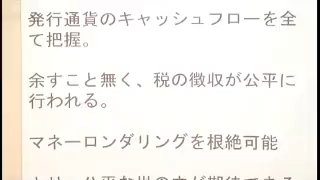 発行通貨のキャッシュフローを全
て把握。
余すこと無く、税の徴収が公平に
行われる。
マネーロンダリングを根絶可能